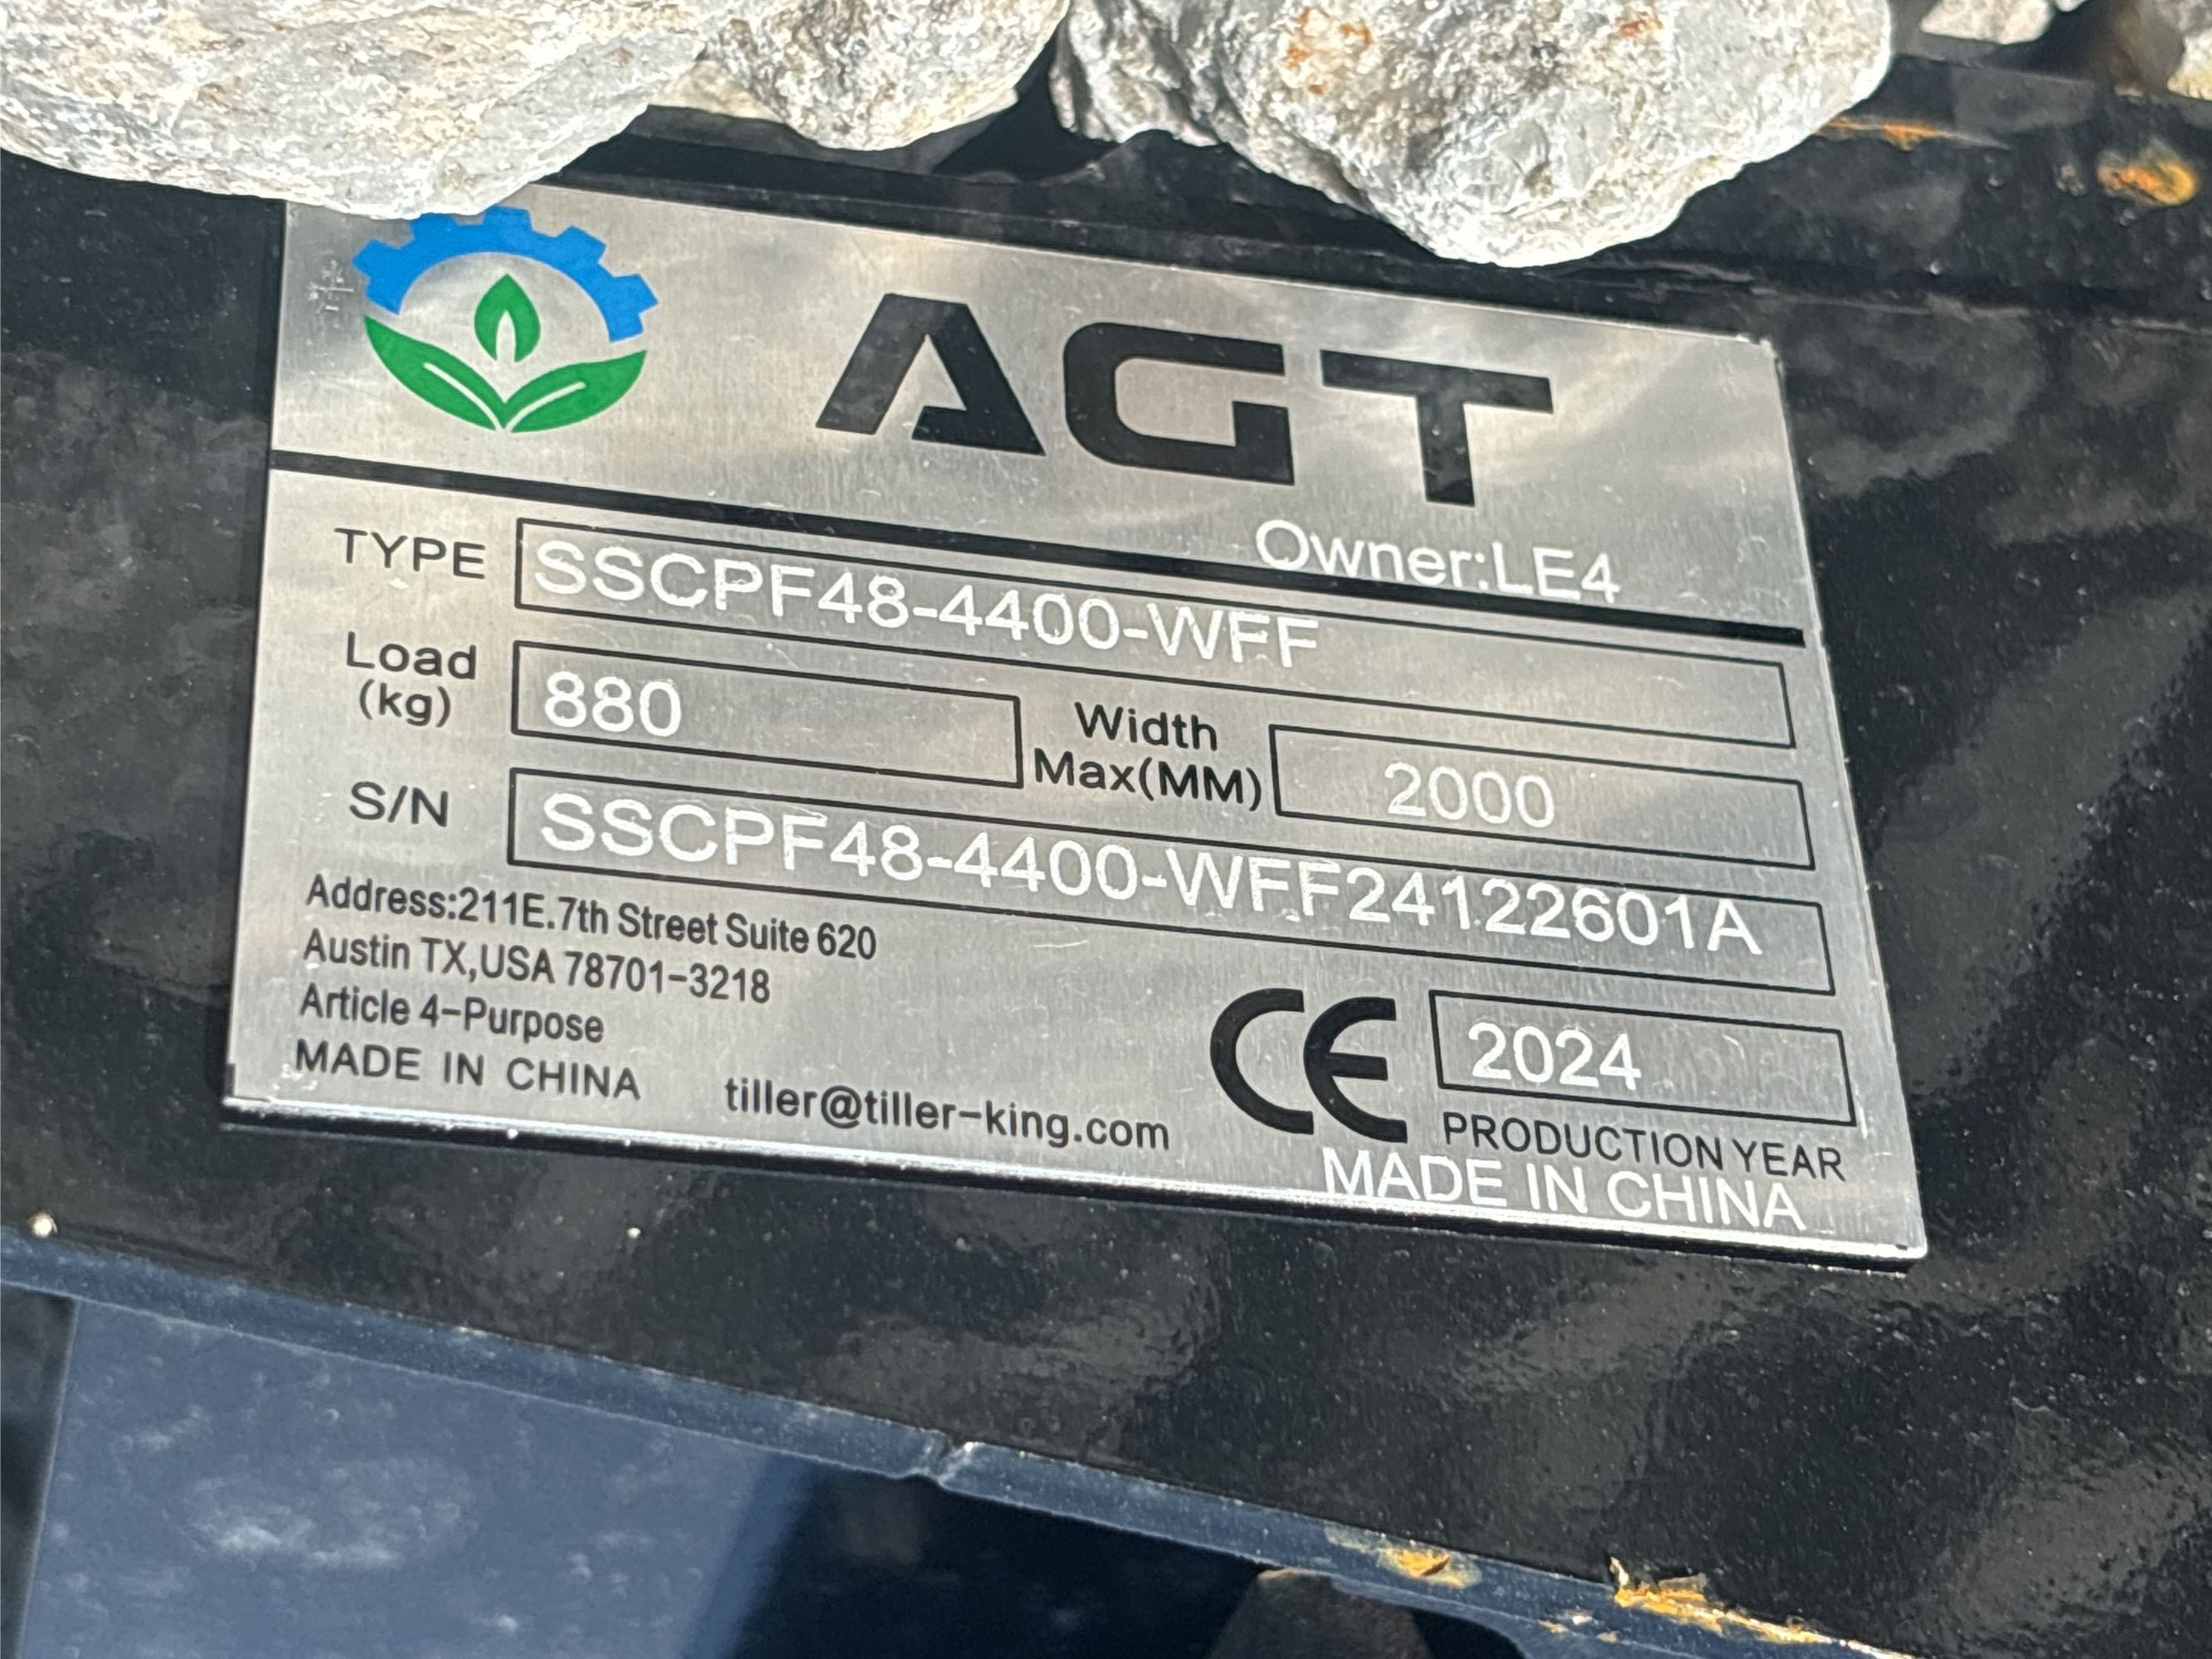 AGT
Owner:LE4
TYPE SSCPF48-4400-WFF
Load (kg) 880 Width Max(MM) 2000
S/N SSCPF48-4400-WFF24122601A
Address:211E.7th Street Suite 620
Austin TX,USA 78701-3218
Article 4-Purpose
MADE IN CHINA tiller@tiller-king.com
CE 2024
PRODUCTION YEAR
MADE IN CHINA